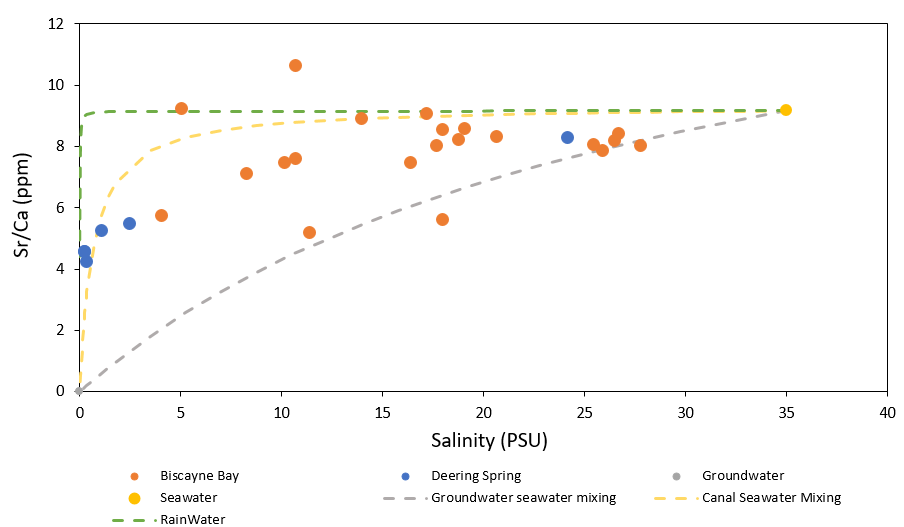 12
10
8
6
4
2
0
Sr/Ca (ppm)
0 5 10 15 20 25 30 35 40
Salinity (PSU)
Biscayne Bay Deering Spring Groundwater
Seawater Groundwater seawater mixing Canal Seawater Mixing
RainWater